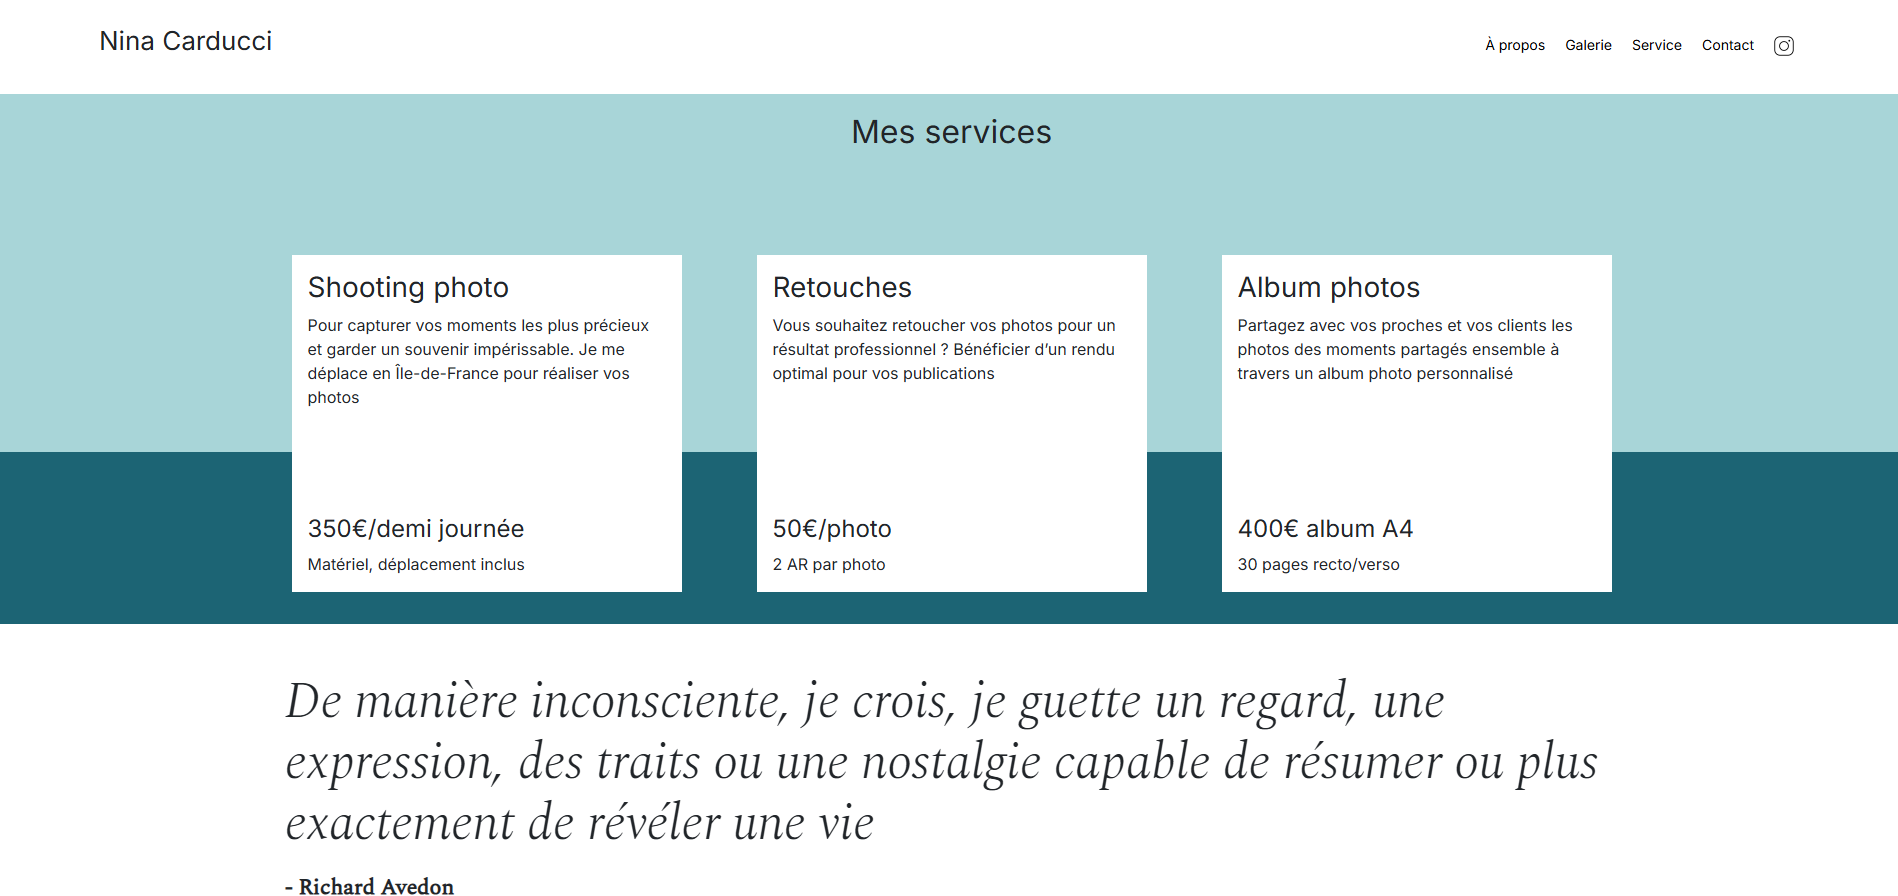 Nina Carducci
À propos Galerie Service Contact
Mes services
Shooting photo
Pour capturer vos moments les plus précieux
et garder un souvenir impérissable. Je me
déplace en Île-de-France pour réaliser vos
photos
350€/demi journée
Matériel, déplacement inclus
Retouches
Vous souhaitez retoucher vos photos pour un
résultat professionnel ? Bénéficier d’un rendu
optimal pour vos publications
50€/photo
2 AR par photo
Album photos
Partagez avec vos proches et vos clients les
photos des moments partagés ensemble à
travers un album photo personnalisé
400€ album A4
30 pages recto/verso
De manière inconsciente, je crois, je guette un regard, une
expression, des traits ou une nostalgie capable de résumer ou plus
exactement de révéler une vie
- Richard Avedon